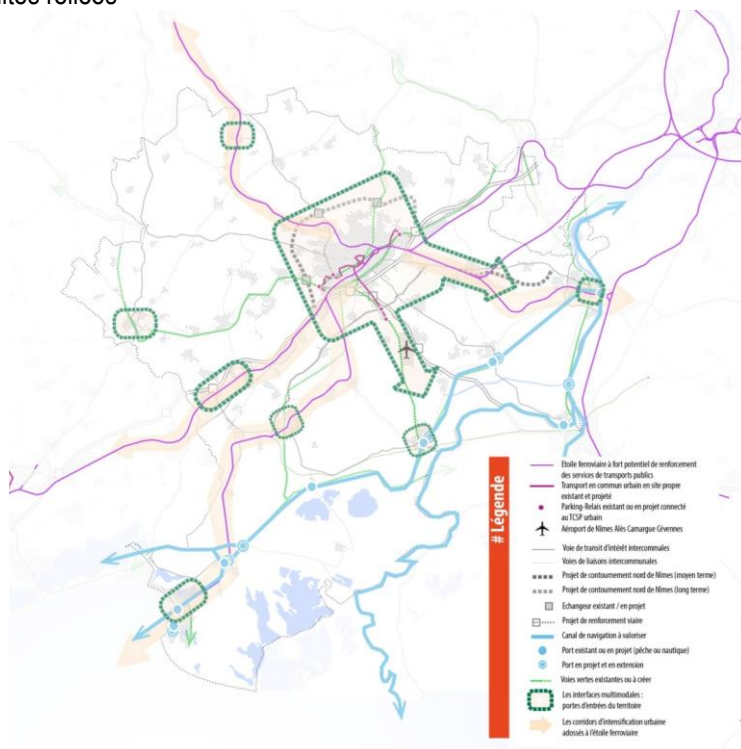 # Légende
Etoile ferroviaire à fort potentiel de renforcement
des services de transports publics
Transport en commun urbain en site propre
existant et projeté
Parking-Relais existant ou en projet connecté
au TCSP urbain
Aéroport de Nîmes Alès Camargue Cévennes
Voie de transit d'intérêt intercommunales
Voies de liaisons intercommunales
Projet de contournement nord de Nîmes (moyen terme)
Projet de contournement nord de Nîmes (long terme)
Echangeur existant / en projet
Projet de renforcement viaire
Canal de navigation à valoriser
Port existant ou en projet (pêche ou nautique)
Port en projet et en extension
Voies vertes existantes ou à créer
Les interfaces multimodales :
portes d'entrées du territoire
Les corridors d'intensification urbaine
adossés à l'étoile ferroviaire